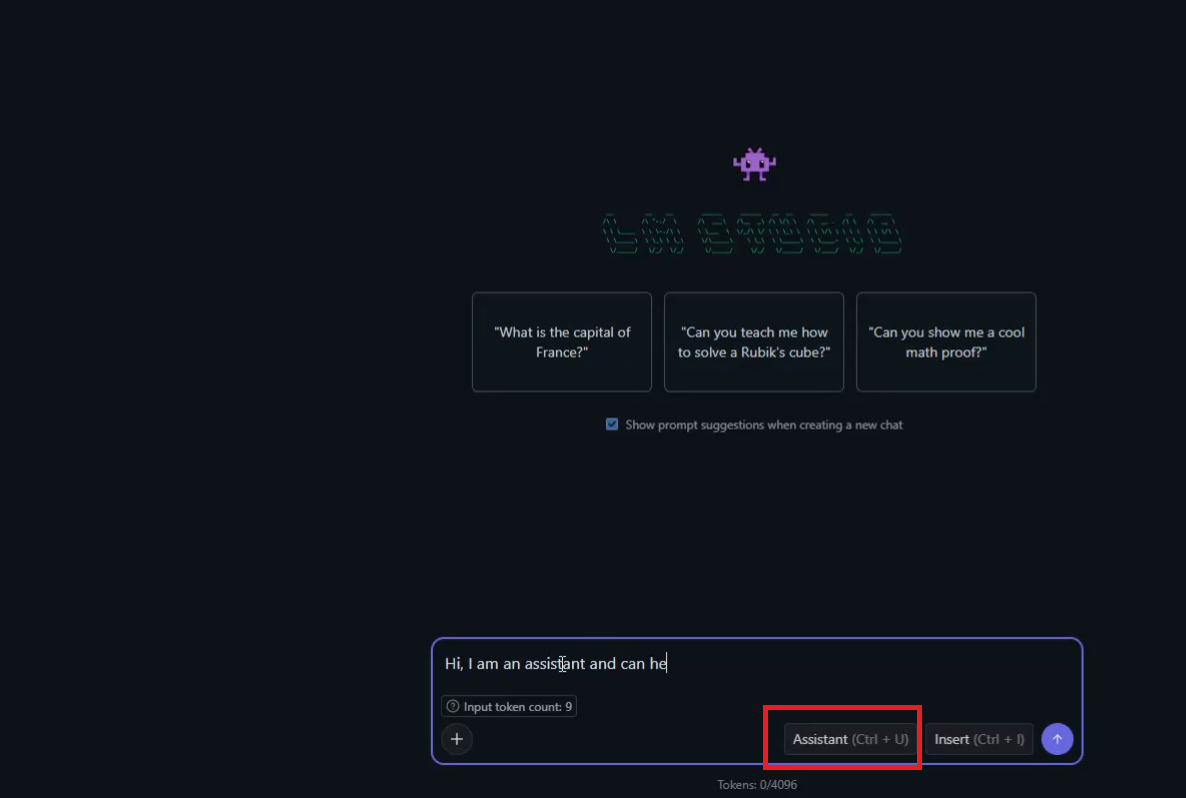 LM STUDIO
"What is the capital of
France?"
"Can you teach me how
to solve a Rubik's cube?"
"Can you show me a cool
math proof?"
Show prompt suggestions when creating a new chat
Hi, I am an assistant and can he
Input token count: 9
Assistant (Ctrl + U)
Insert (Ctrl + I)
Tokens: 0/4096